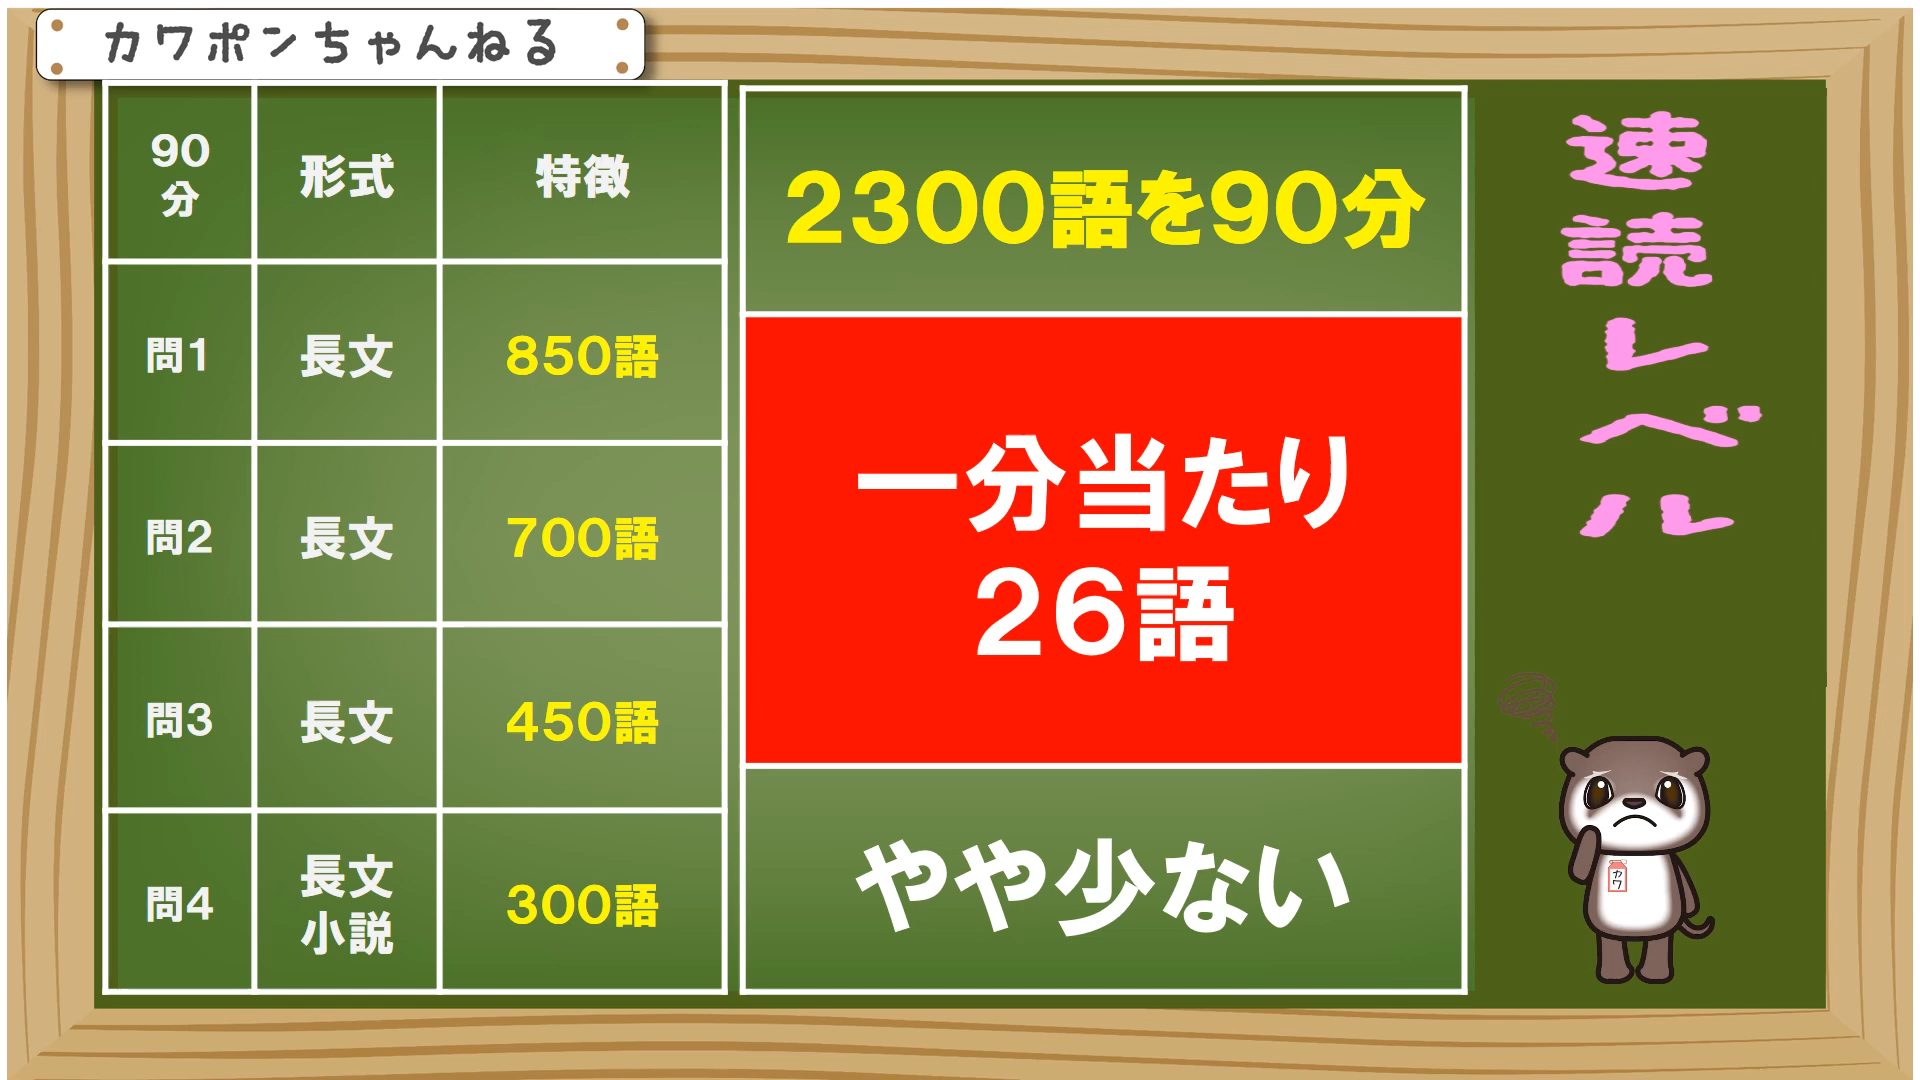 カワポンちゃんねる
90
分
形式
特徴
問1
長文
850語
問2
長文
700語
問3
長文
450語
問4
長文
小説
300語
2300語を90分
一分当たり
26語
やや少ない
速読レベル
カワ